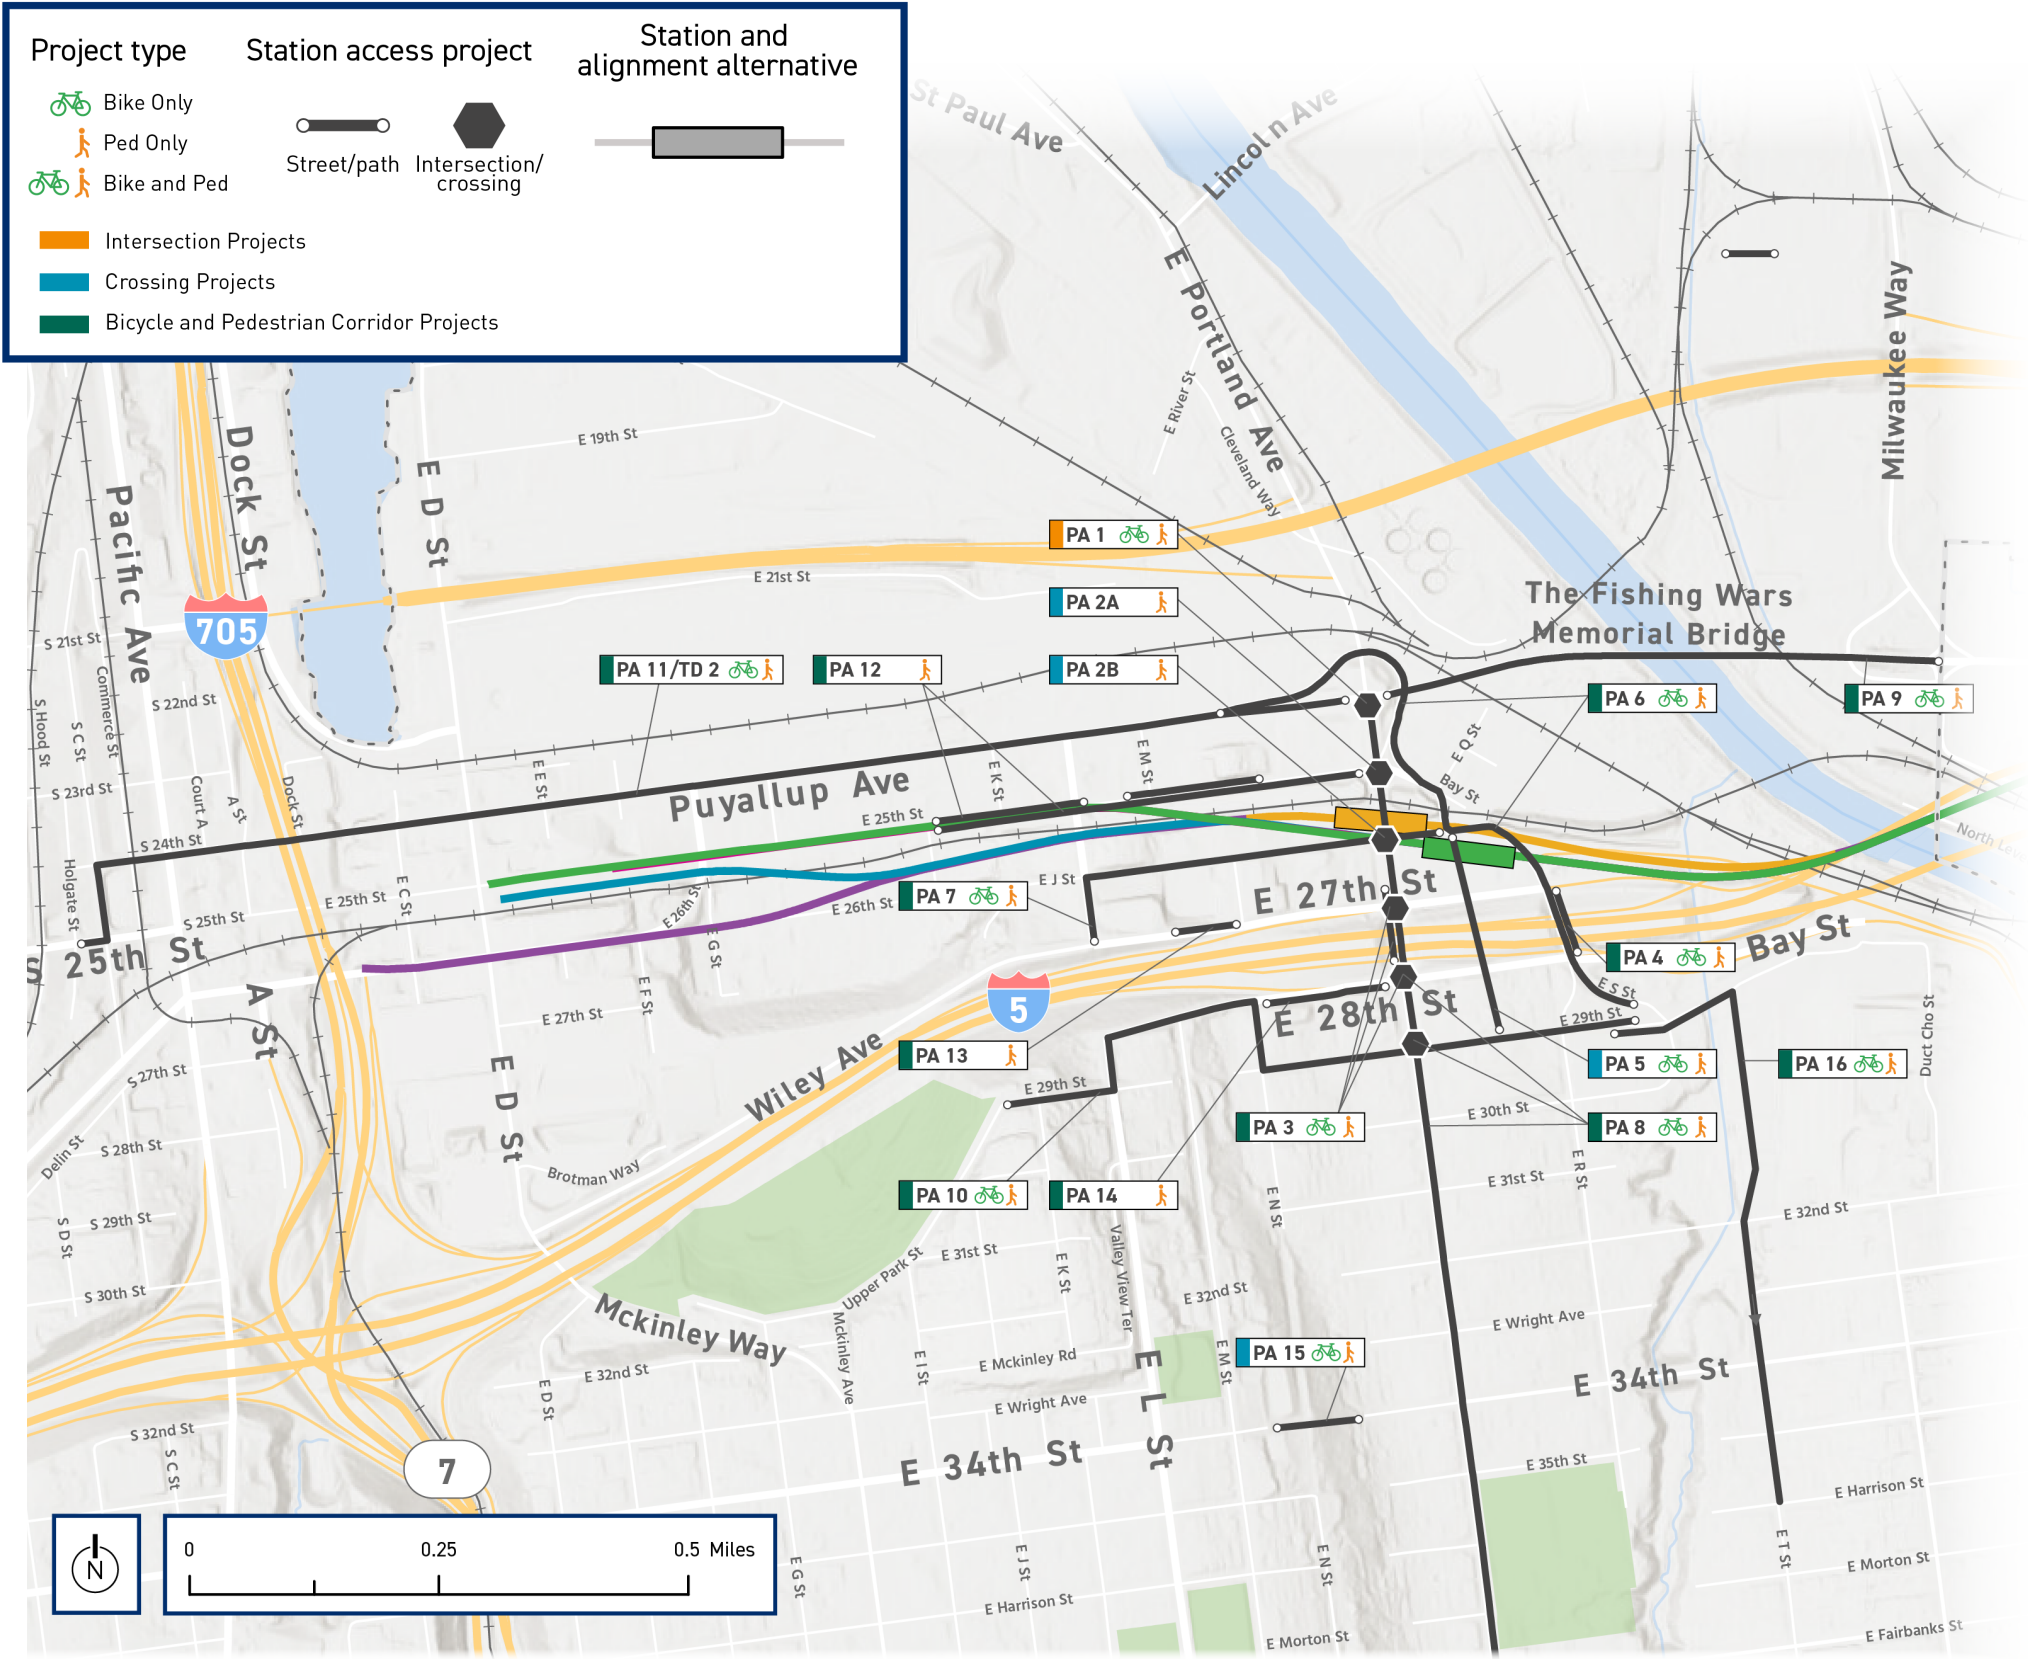 Project type
Bike Only
Ped Only
Bike and Ped
Intersection Projects
Crossing Projects
Bicycle and Pedestrian Corridor Projects
Station access project
Street/path
Intersection/
crossing
Station and
alignment alternative
St Paul Ave
Lincoln Ave
E Portland Ave
Milwaukee Way
E River St
Cleveland Way
E 19th St
Dock St
E D St
Pacific Ave
E 21st St
705
S 21st St
Commerce St
S Hood St
S C St
S 22nd St
S 23rd St
Court A
A St
Dock St
S 24th St
Holgate St
S 25th St
S 25th St
PA 1
PA 2A
PA 2B
PA 11/TD 2
PA 12
The Fishing Wars
Memorial Bridge
PA 6
PA 9
E Q St
Bay St
E E St
E K St
E M St
Puyallup Ave
E 25th St
E 25th St
E C St
E J St
E 26th St
E 26th St
E G St
PA 7
E 27th St
North Lev
Bay St
PA 4
E S St
E 29th St
Duct Cho St
A St
E F St
E 27th St
5
E 28th St
E D St
Wiley Ave
PA 13
E 29th St
PA 5
PA 16
PA 3
PA 8
E 30th St
S 27th St
Delin St
S 28th St
S D St
S 29th St
S 30th St
Brotman Way
PA 10
PA 14
E N St
E 31st St
E R St
E 32nd St
Upper Park St
E 31st St
E K St
Valley View Ter
E 32nd St
Mckinley Way
Mckinley Ave
E Wright Ave
PA 15
E M St
E I St
E Mckinley Rd
E Wright Ave
E L St
E 32nd St
E D St
E 34th St
E 34th St
S 32nd St
S C St
7
E 35th St
E Harrison St
E T St
E Morton St
E G St
E J St
E N St
E Harrison St
E Morton St
E Fairbanks St
N
0
0.25
0.5 Miles